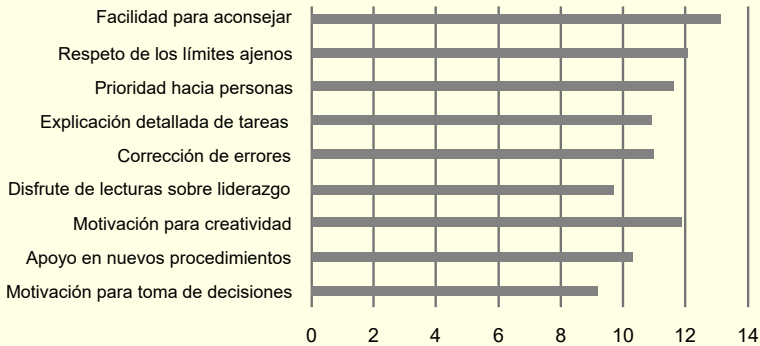 Facilidad para aconsejar
Respeto de los límites ajenos
Prioridad hacia personas
Explicación detallada de tareas
Corrección de errores
Disfrute de lecturas sobre liderazgo
Motivación para creatividad
Apoyo en nuevos procedimientos
Motivación para toma de decisiones
0 2 4 6 8 10 12 14